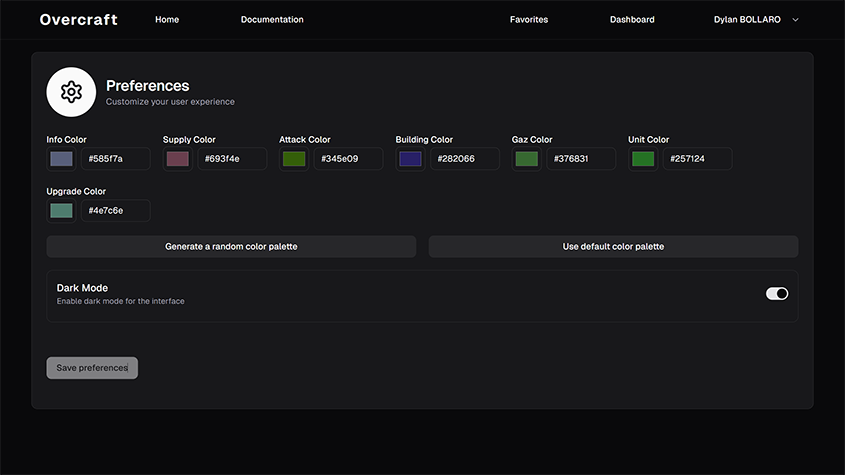 Overcraft Home Documentation Favorites Dashboard Dylan BOLLARO
Preferences
Customize your user experience
Info Color Supply Color Attack Color Building Color Gaz Color Unit Color
#585f7a #693f4e #345e09 #282066 #376831 #257124
Upgrade Color
#4e7c6e
Generate a random color palette Use default color palette
Dark Mode
Enable dark mode for the interface
Save preferences